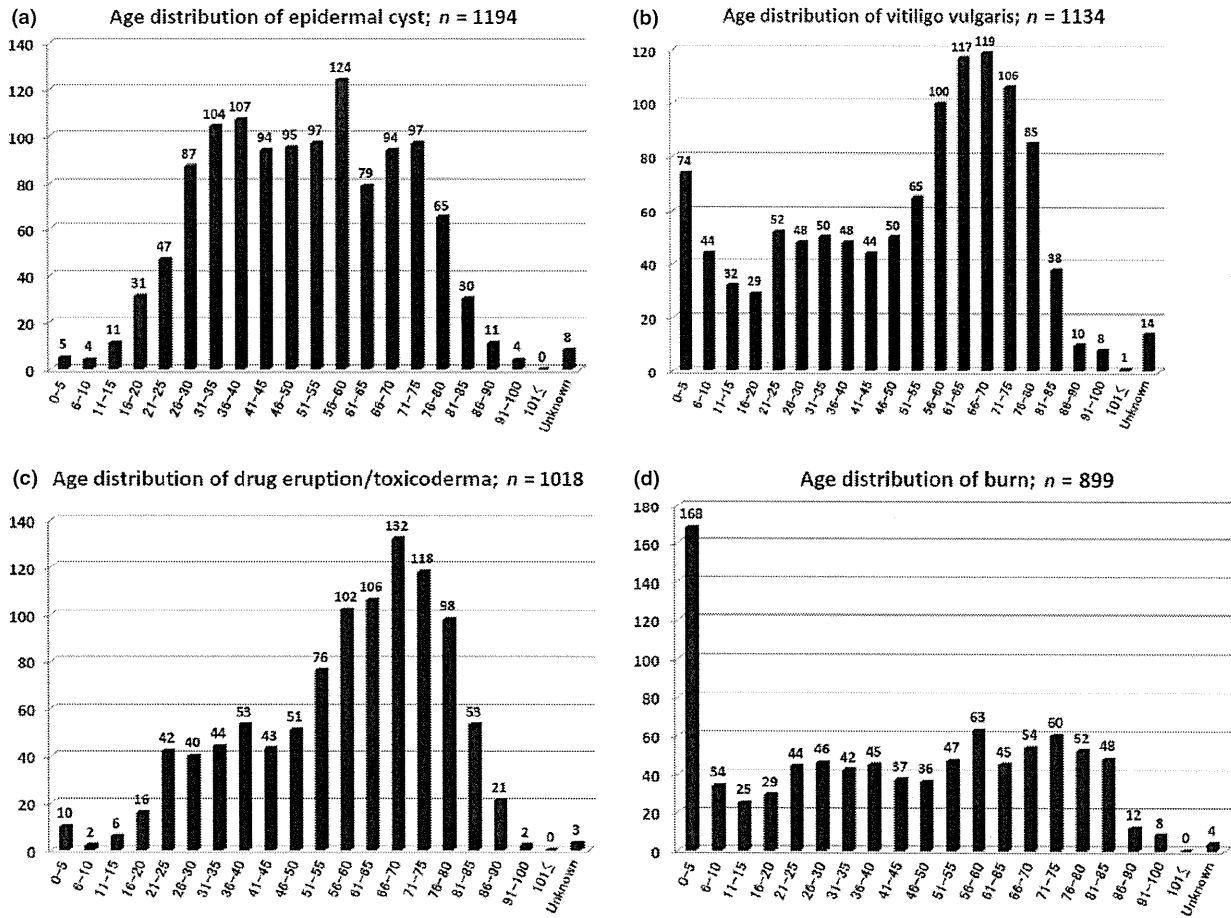 (a) Age distribution of epidermal cyst; n = 1194
140
120
100
80
60
40
20
0
5 4 11 31 47 87 104 107 94 95 97 124 79 94 97 65 30 11 4 0 8
0~5 6~10 11~15 16~20 21~25 26~30 31~35 36~40 41~45 46~50 51~55 56~60 61~65 66~70 71~75 76~80 81~85 86~90 91~100 101≦ Unknown
(b) Age distribution of vitiligo vulgaris; n = 1134
120
100
80
60
40
20
0
74 44 32 29 52 48 50 48 44 50 65 100 117 119 106 85 38 10 8 1 14
0~5 6~10 11~15 16~20 21~25 26~30 31~35 36~40 41~45 46~50 51~55 56~60 61~65 66~70 71~75 76~80 81~85 86~90 91~100 101≦ Unknown
(c) Age distribution of drug eruption/toxicoderma; n = 1018
140
120
100
80
60
40
20
0
10 2 6 16 42 40 44 53 43 51 76 102 106 132 118 98 53 21 2 0 3
0~5 6~10 11~15 16~20 21~25 26~30 31~35 36~40 41~45 46~50 51~55 56~60 61~65 66~70 71~75 76~80 81~85 86~90 91~100 101≦ Unknown
(d) Age distribution of burn; n = 899
180
160
140
120
100
80
60
40
20
0
168 34 25 29 44 46 42 45 37 36 47 63 45 54 60 52 48 12 8 0 4
0~5 6~10 11~15 16~20 21~25 26~30 31~35 36~40 41~45 46~50 51~55 56~60 61~65 66~70 71~75 76~80 81~85 86~90 91~100 101≦ Unknown